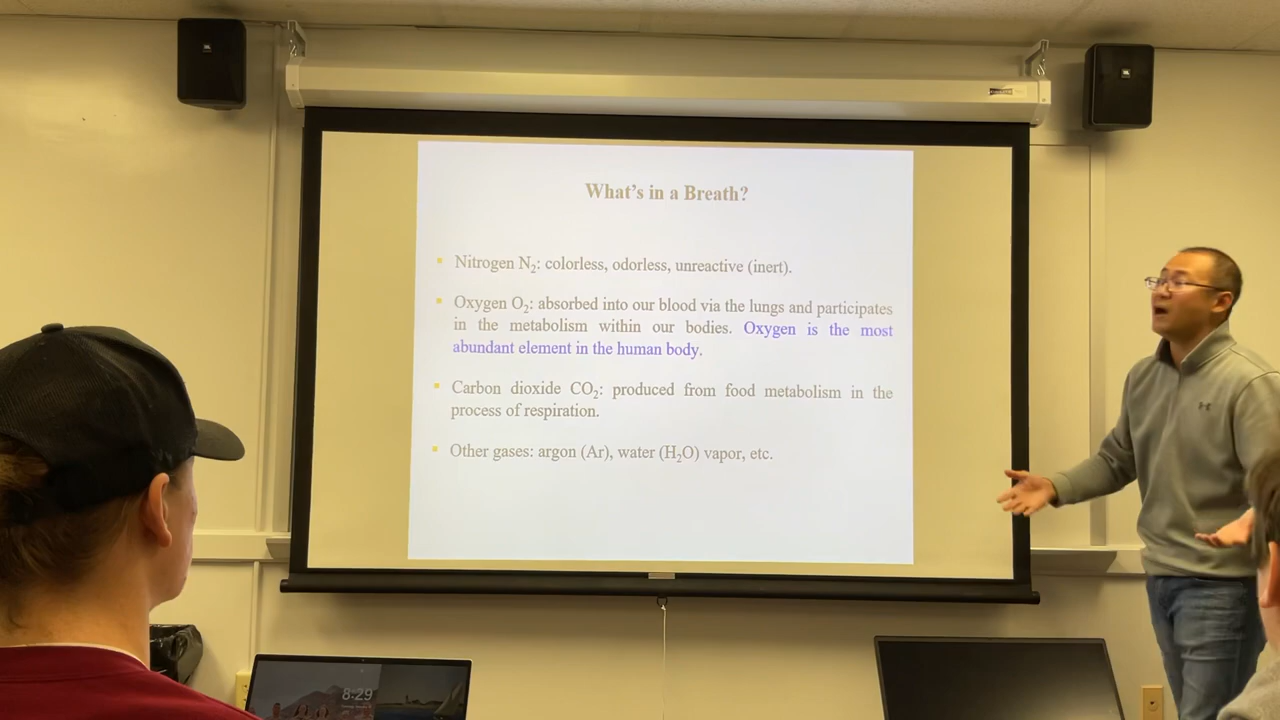 What's in a Breath?
▪ Nitrogen N₂: colorless, odorless, unreactive (inert).
▪ Oxygen O₂: absorbed into our blood via the lungs and participates
in the metabolism within our bodies. Oxygen is the most
abundant element in the human body.
▪ Carbon dioxide CO₂: produced from food metabolism in the
process of respiration.
▪ Other gases: argon (Ar), water (H₂O) vapor, etc.
JBL
JBL
8:29